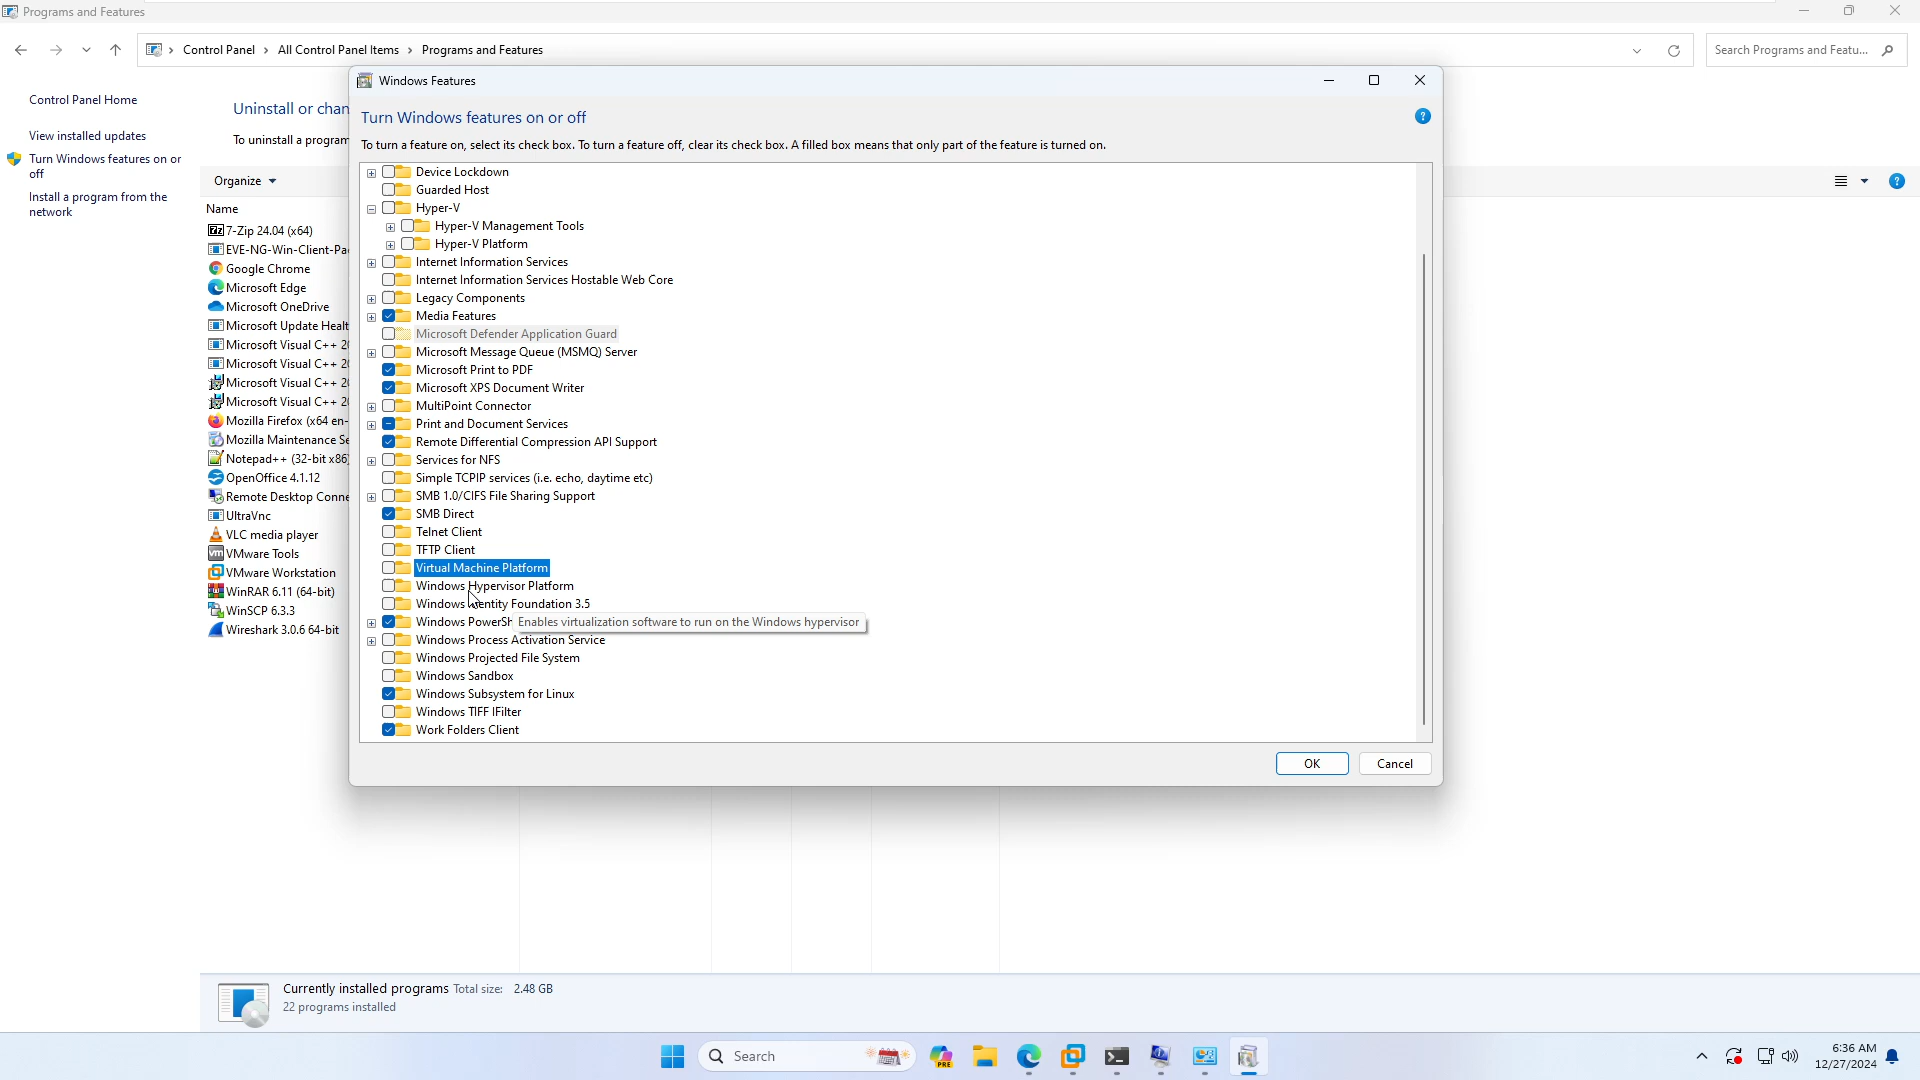 Programs and Features
Control Panel > All Control Panel Items > Programs and Features
Search Programs and Featu...
Windows Features
Control Panel Home
View installed updates
Turn Windows features on or
off
Install a program from the
network
Uninstall or chan
To uninstall a program
Organize
Name
7-Zip 24.04 (x64)
EVE-NG-Win-Client-Pa
Google Chrome
Microsoft Edge
Microsoft OneDrive
Microsoft Update Healt
Microsoft Visual C++ 20
Microsoft Visual C++ 20
Microsoft Visual C++ 20
Microsoft Visual C++ 20
Mozilla Firefox (x64 en-
Mozilla Maintenance Se
Notepad++ (32-bit x86)
OpenOffice 4.1.12
Remote Desktop Conne
UltraVnc
VLC media player
VMware Tools
VMware Workstation
WinRAR 6.11 (64-bit)
WinSCP 6.3.3
Wireshark 3.0.6 64-bit
Turn Windows features on or off
To turn a feature on, select its check box. To turn a feature off, clear its check box. A filled box means that only part of the feature is turned on.
Device Lockdown
Guarded Host
Hyper-V
Hyper-V Management Tools
Hyper-V Platform
Internet Information Services
Internet Information Services Hostable Web Core
Legacy Components
Media Features
Microsoft Defender Application Guard
Microsoft Message Queue (MSMQ) Server
Microsoft Print to PDF
Microsoft XPS Document Writer
MultiPoint Connector
Print and Document Services
Remote Differential Compression API Support
Services for NFS
Simple TCPIP services (i.e. echo, daytime etc)
SMB 1.0/CIFS File Sharing Support
SMB Direct
Telnet Client
TFTP Client
Virtual Machine Platform
Windows Hypervisor Platform
Windows Identity Foundation 3.5
Windows PowerSh
Enables virtualization software to run on the Windows hypervisor
Windows Process Activation Service
Windows Projected File System
Windows Sandbox
Windows Subsystem for Linux
Windows TIFF IFilter
Work Folders Client
OK
Cancel
Currently installed programs Total size: 2.48 GB
22 programs installed
Search
PRE
6:36 AM
12/27/2024